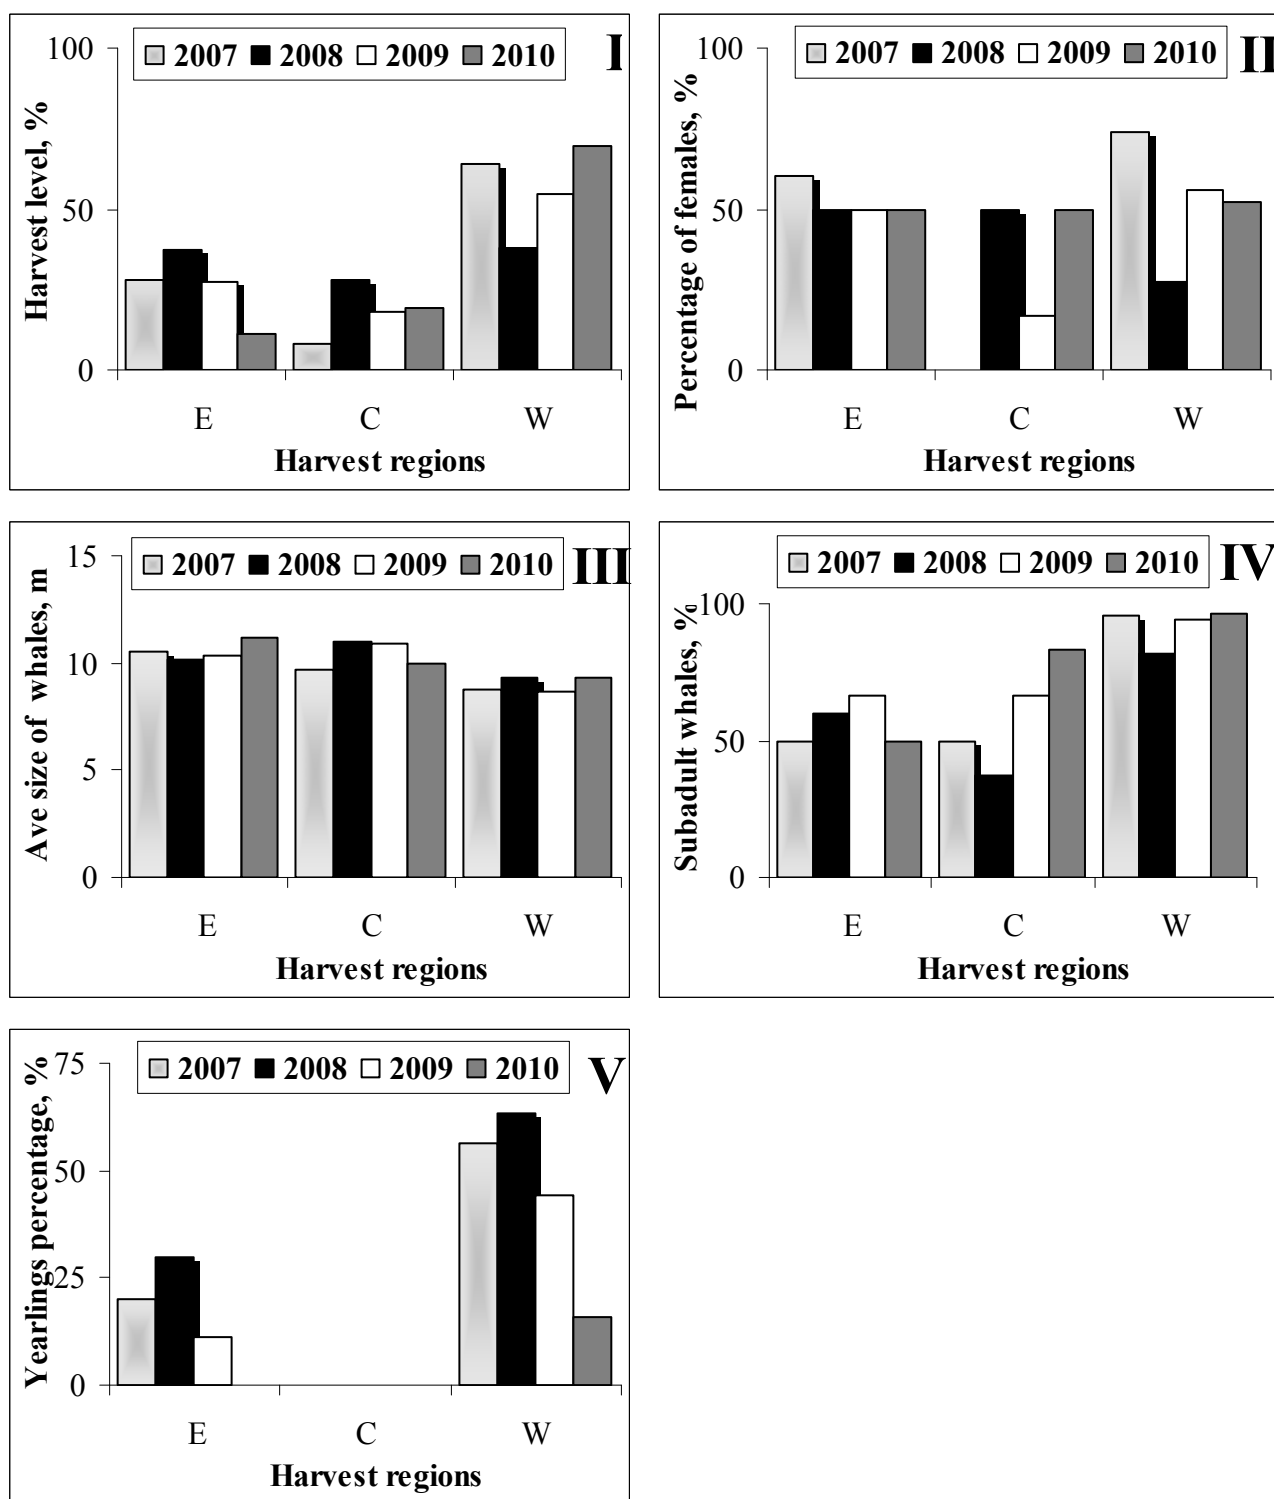 I
2007 2008 2009 2010
Harvest level, %
100
50
0
E C W
Harvest regions
II
2007 2008 2009 2010
Percentage of females, %
100
50
0
E C W
Harvest regions
III
2007 2008 2009 2010
Ave size of whales, m
15
10
5
0
E C W
Harvest regions
IV
2007 2008 2009 2010
Subadult whales, %
100
50
0
E C W
Harvest regions
V
2007 2008 2009 2010
Yearlings percentage, %
75
50
25
0
E C W
Harvest regions